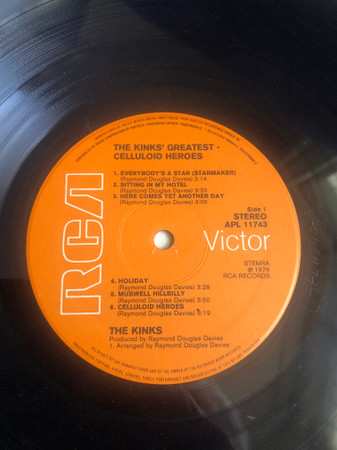 THE KINKS' GREATEST -
CELLULOID HEROES
1. EVERYBODY'S A STAR (STARMAKER)
(Raymond Douglas Davies) 3:14
2. SITTING IN MY HOTEL
(Raymond Douglas Davies)
3. HERE COMES YET ANOTHER DAY
(Raymond Douglas Davies)
Side 1
STEREO
APL 11743
RCA
Victor
STEMRA
℗ 1976
RCA RECORDS
4. HOLIDAY
(Raymond Douglas Davies)
5. MUSWELL HILLBILLY
(Raymond Douglas Davies)
6. CELLULOID HEROES
(Raymond Douglas Davies)
THE KINKS
Produced by Raymond Douglas Davies
1. Arranged by Raymond Douglas Davies